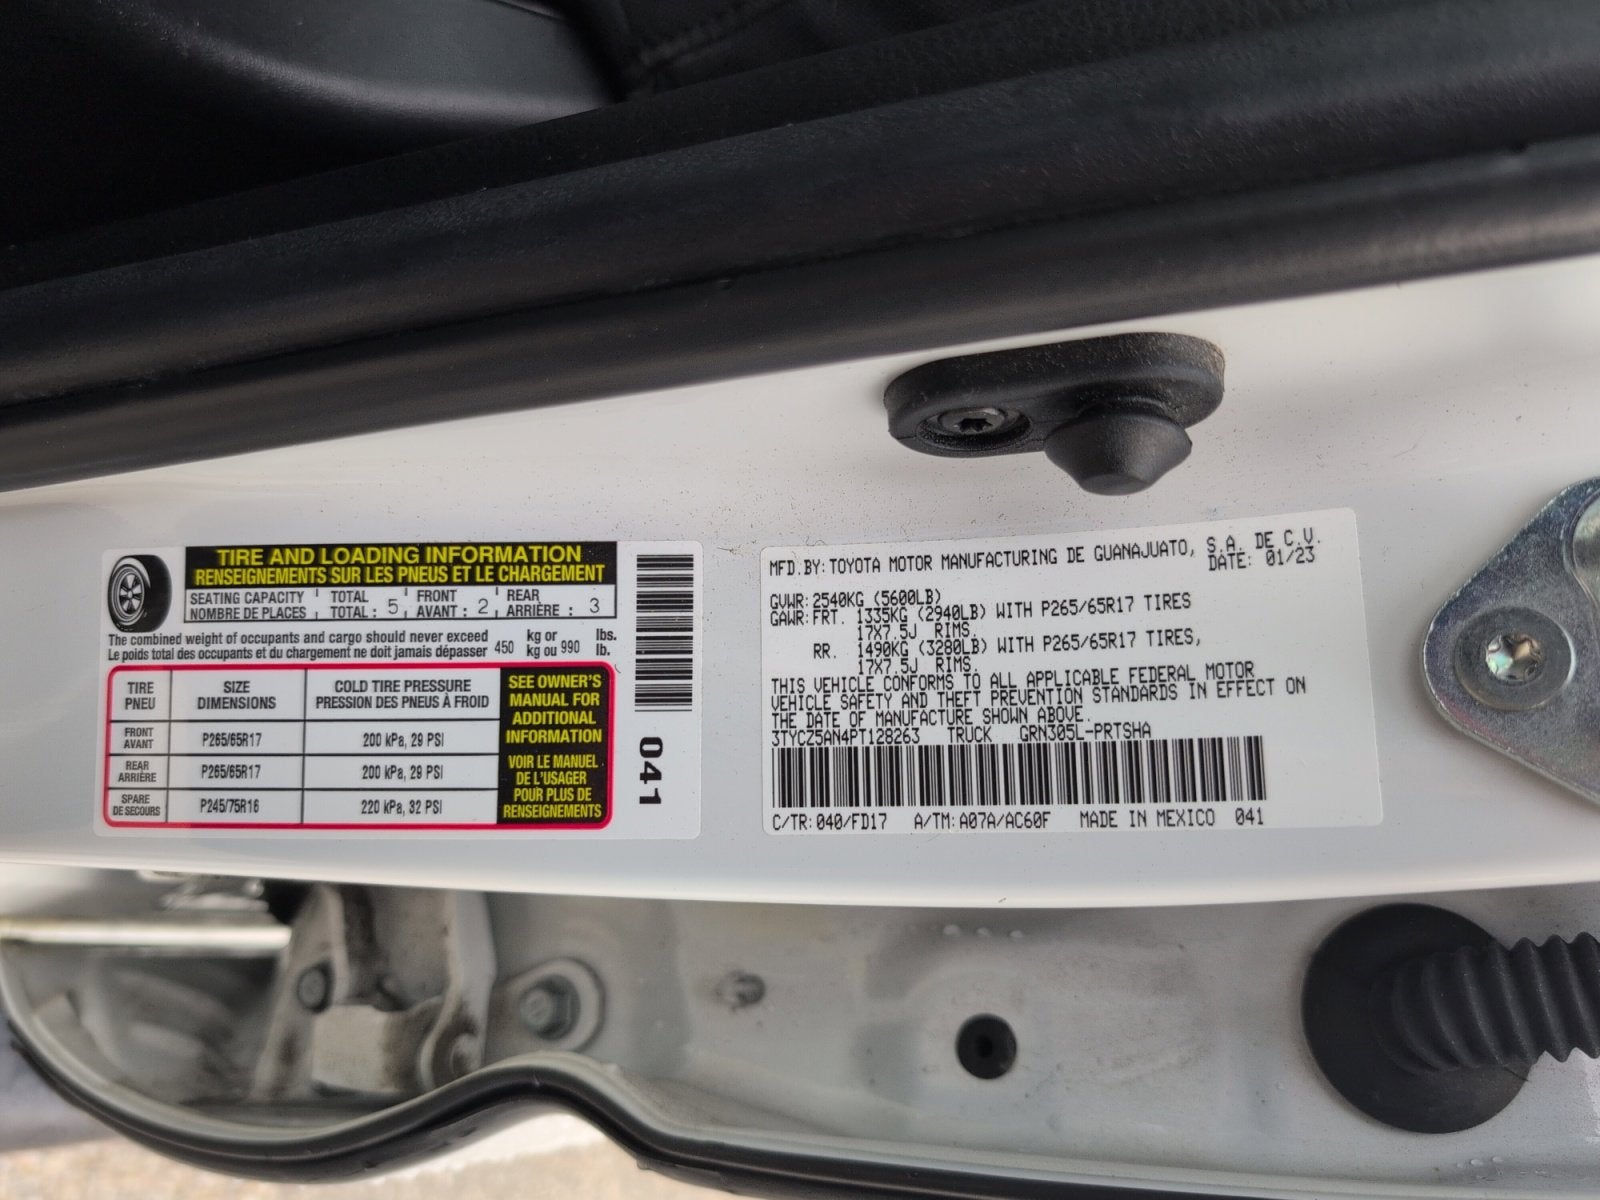 TIRE AND LOADING INFORMATION
RENSEIGNEMENTS SUR LES PNEUS ET LE CHARGEMENT
SEATING CAPACITY TOTAL FRONT REAR
NOMBRE DE PLACES TOTAL : 5 AVANT : 2 ARRIÈRE : 3
The combined weight of occupants and cargo should never exceed 450 kg or 990 lbs.
Le poids total des occupants et du chargement ne doit jamais dépasser kg ou lb.
TIRE SIZE COLD TIRE PRESSURE
PNEU DIMENSIONS PRESSION DES PNEUS À FROID
FRONT
AVANT P265/65R17 200 kPa, 29 PSI
REAR
ARRIÈRE P265/65R17 200 kPa, 29 PSI
SPARE
DE SECOURS P245/75R16 220 kPa, 32 PSI
SEE OWNER'S
MANUAL FOR
ADDITIONAL
INFORMATION
VOIR LE MANUEL
DE L'USAGER
POUR PLUS DE
RENSEIGNEMENTS
041
MFD.BY:TOYOTA MOTOR MANUFACTURING DE GUANAJUATO, S.A. DE C.V.
DATE: 01/23
GVWR:2540KG (5600LB)
GAWR:FRT. 1335KG (2940LB) WITH P265/65R17 TIRES
17X7.5J RIMS.
RR. 1490KG (3280LB) WITH P265/65R17 TIRES,
17X7.5J RIMS.
THIS VEHICLE CONFORMS TO ALL APPLICABLE FEDERAL MOTOR
VEHICLE SAFETY AND THEFT PREVENTION STANDARDS IN EFFECT ON
THE DATE OF MANUFACTURE SHOWN ABOVE.
3TYCZ5AN4PT128263 TRUCK GRN305L-PRTSHA
C/TR:040/FD17 A/TM:A07A/AC60F MADE IN MEXICO 041